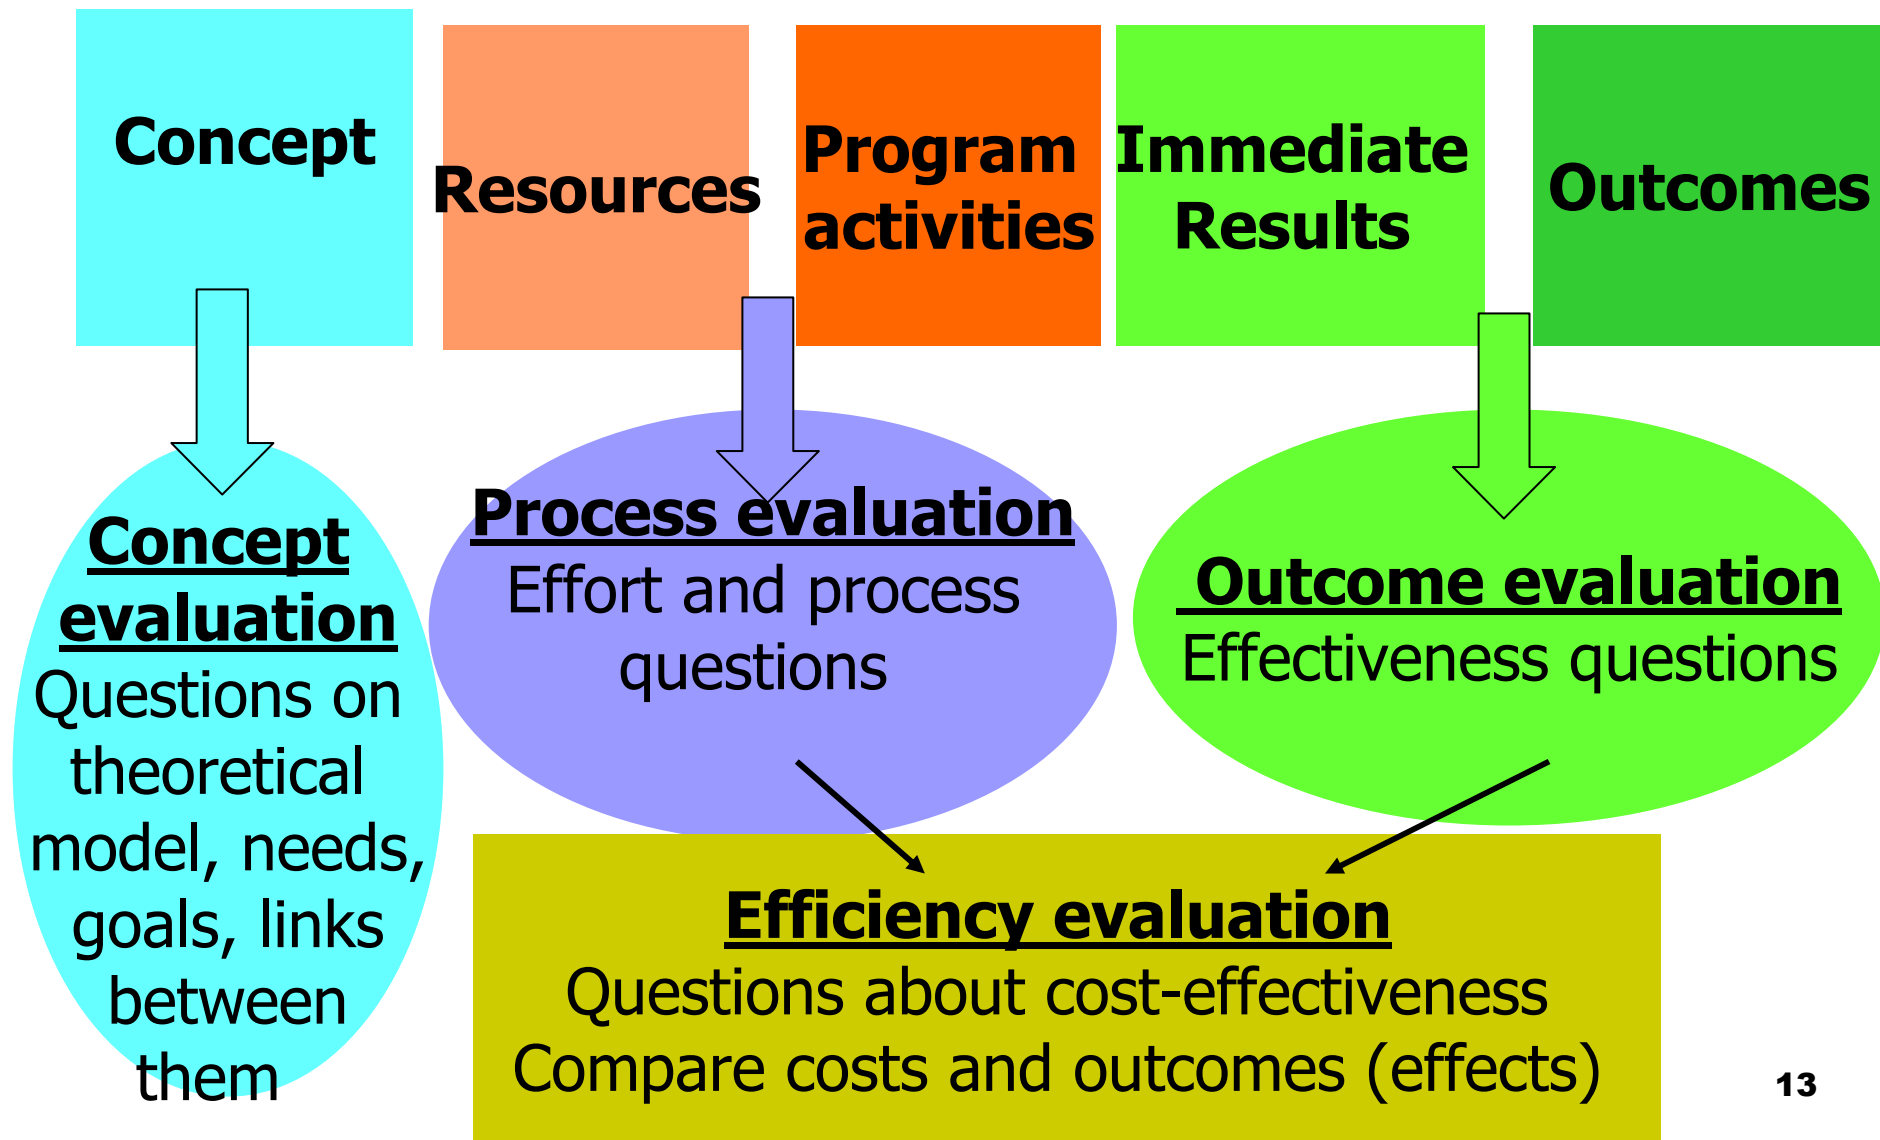 Concept
Resources
Program
activities
Immediate
Results
Outcomes
Concept
evaluation
Questions on
theoretical
model, needs,
goals, links
between
them
Process evaluation
Effort and process
questions
Outcome evaluation
Effectiveness questions
Efficiency evaluation
Questions about cost-effectiveness
Compare costs and outcomes (effects)
13